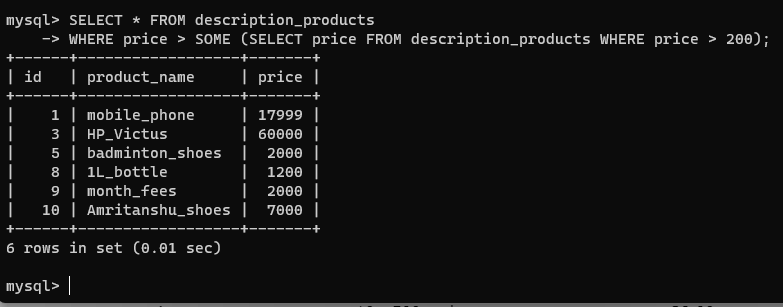 mysql> SELECT * FROM description_products
    -> WHERE price > SOME (SELECT price FROM description_products WHERE price > 200);
+------+------------------+-------+
| id   | product_name     | price |
+------+------------------+-------+
|    1 | mobile_phone     | 17999 |
|    3 | HP_Victus        | 60000 |
|    5 | badminton_shoes  |  2000 |
|    8 | 1L_bottle        |  1200 |
|    9 | month_fees       |  2000 |
|   10 | Amritanshu_shoes |  7000 |
+------+------------------+-------+
6 rows in set (0.01 sec)
mysql>